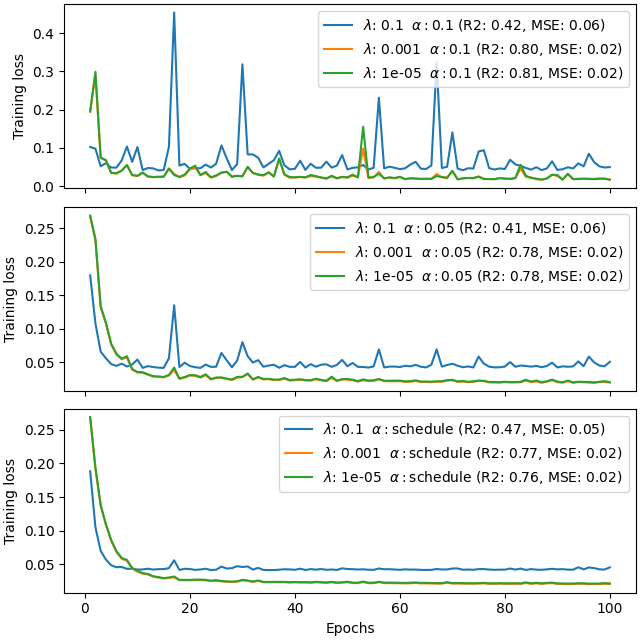 0.4
0.3
0.2
0.1
0.0
Training loss
λ: 0.1 α : 0.1 (R2: 0.42, MSE: 0.06)
λ: 0.001 α : 0.1 (R2: 0.80, MSE: 0.02)
λ: 1e-05 α : 0.1 (R2: 0.81, MSE: 0.02)
0.25
0.20
0.15
0.10
0.05
Training loss
λ: 0.1 α : 0.05 (R2: 0.41, MSE: 0.06)
λ: 0.001 α : 0.05 (R2: 0.78, MSE: 0.02)
λ: 1e-05 α : 0.05 (R2: 0.78, MSE: 0.02)
0.25
0.20
0.15
0.10
0.05
Training loss
λ: 0.1 α : schedule (R2: 0.47, MSE: 0.05)
λ: 0.001 α : schedule (R2: 0.77, MSE: 0.02)
λ: 1e-05 α : schedule (R2: 0.76, MSE: 0.02)
0 20 40 60 80 100
Epochs